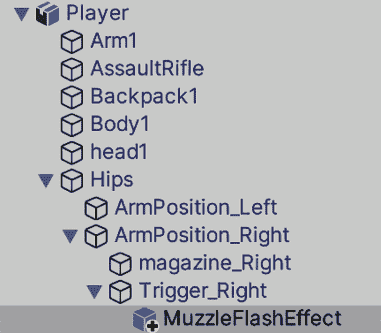 Player
Arm1
AssaultRifle
Backpack1
Body1
head1
Hips
ArmPosition_Left
ArmPosition_Right
magazine_Right
Trigger_Right
MuzzleFlashEffect